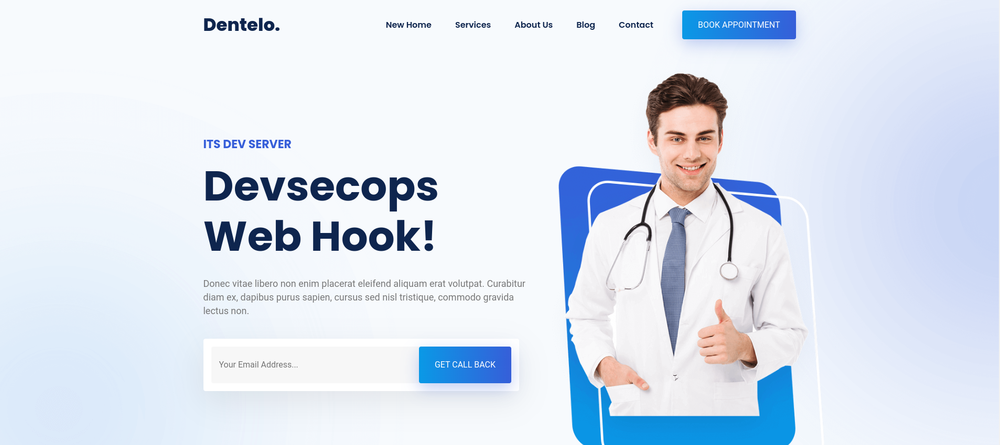 Dentelo.
New Home
Services
About Us
Blog
Contact
BOOK APPOINTMENT
ITS DEV SERVER
Devsecops
Web Hook!
Donec vitae libero non enim placerat eleifend aliquam erat volutpat. Curabitur
diam ex, dapibus purus sapien, cursus sed nisl tristique, commodo gravida
lectus non.
Your Email Address...
GET CALL BACK